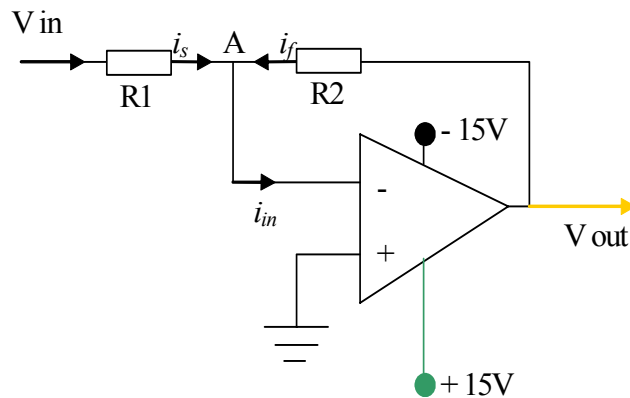 V in
i_s A i_f
R1 R2
- 15V
-
i_in
V out
+
+ 15V